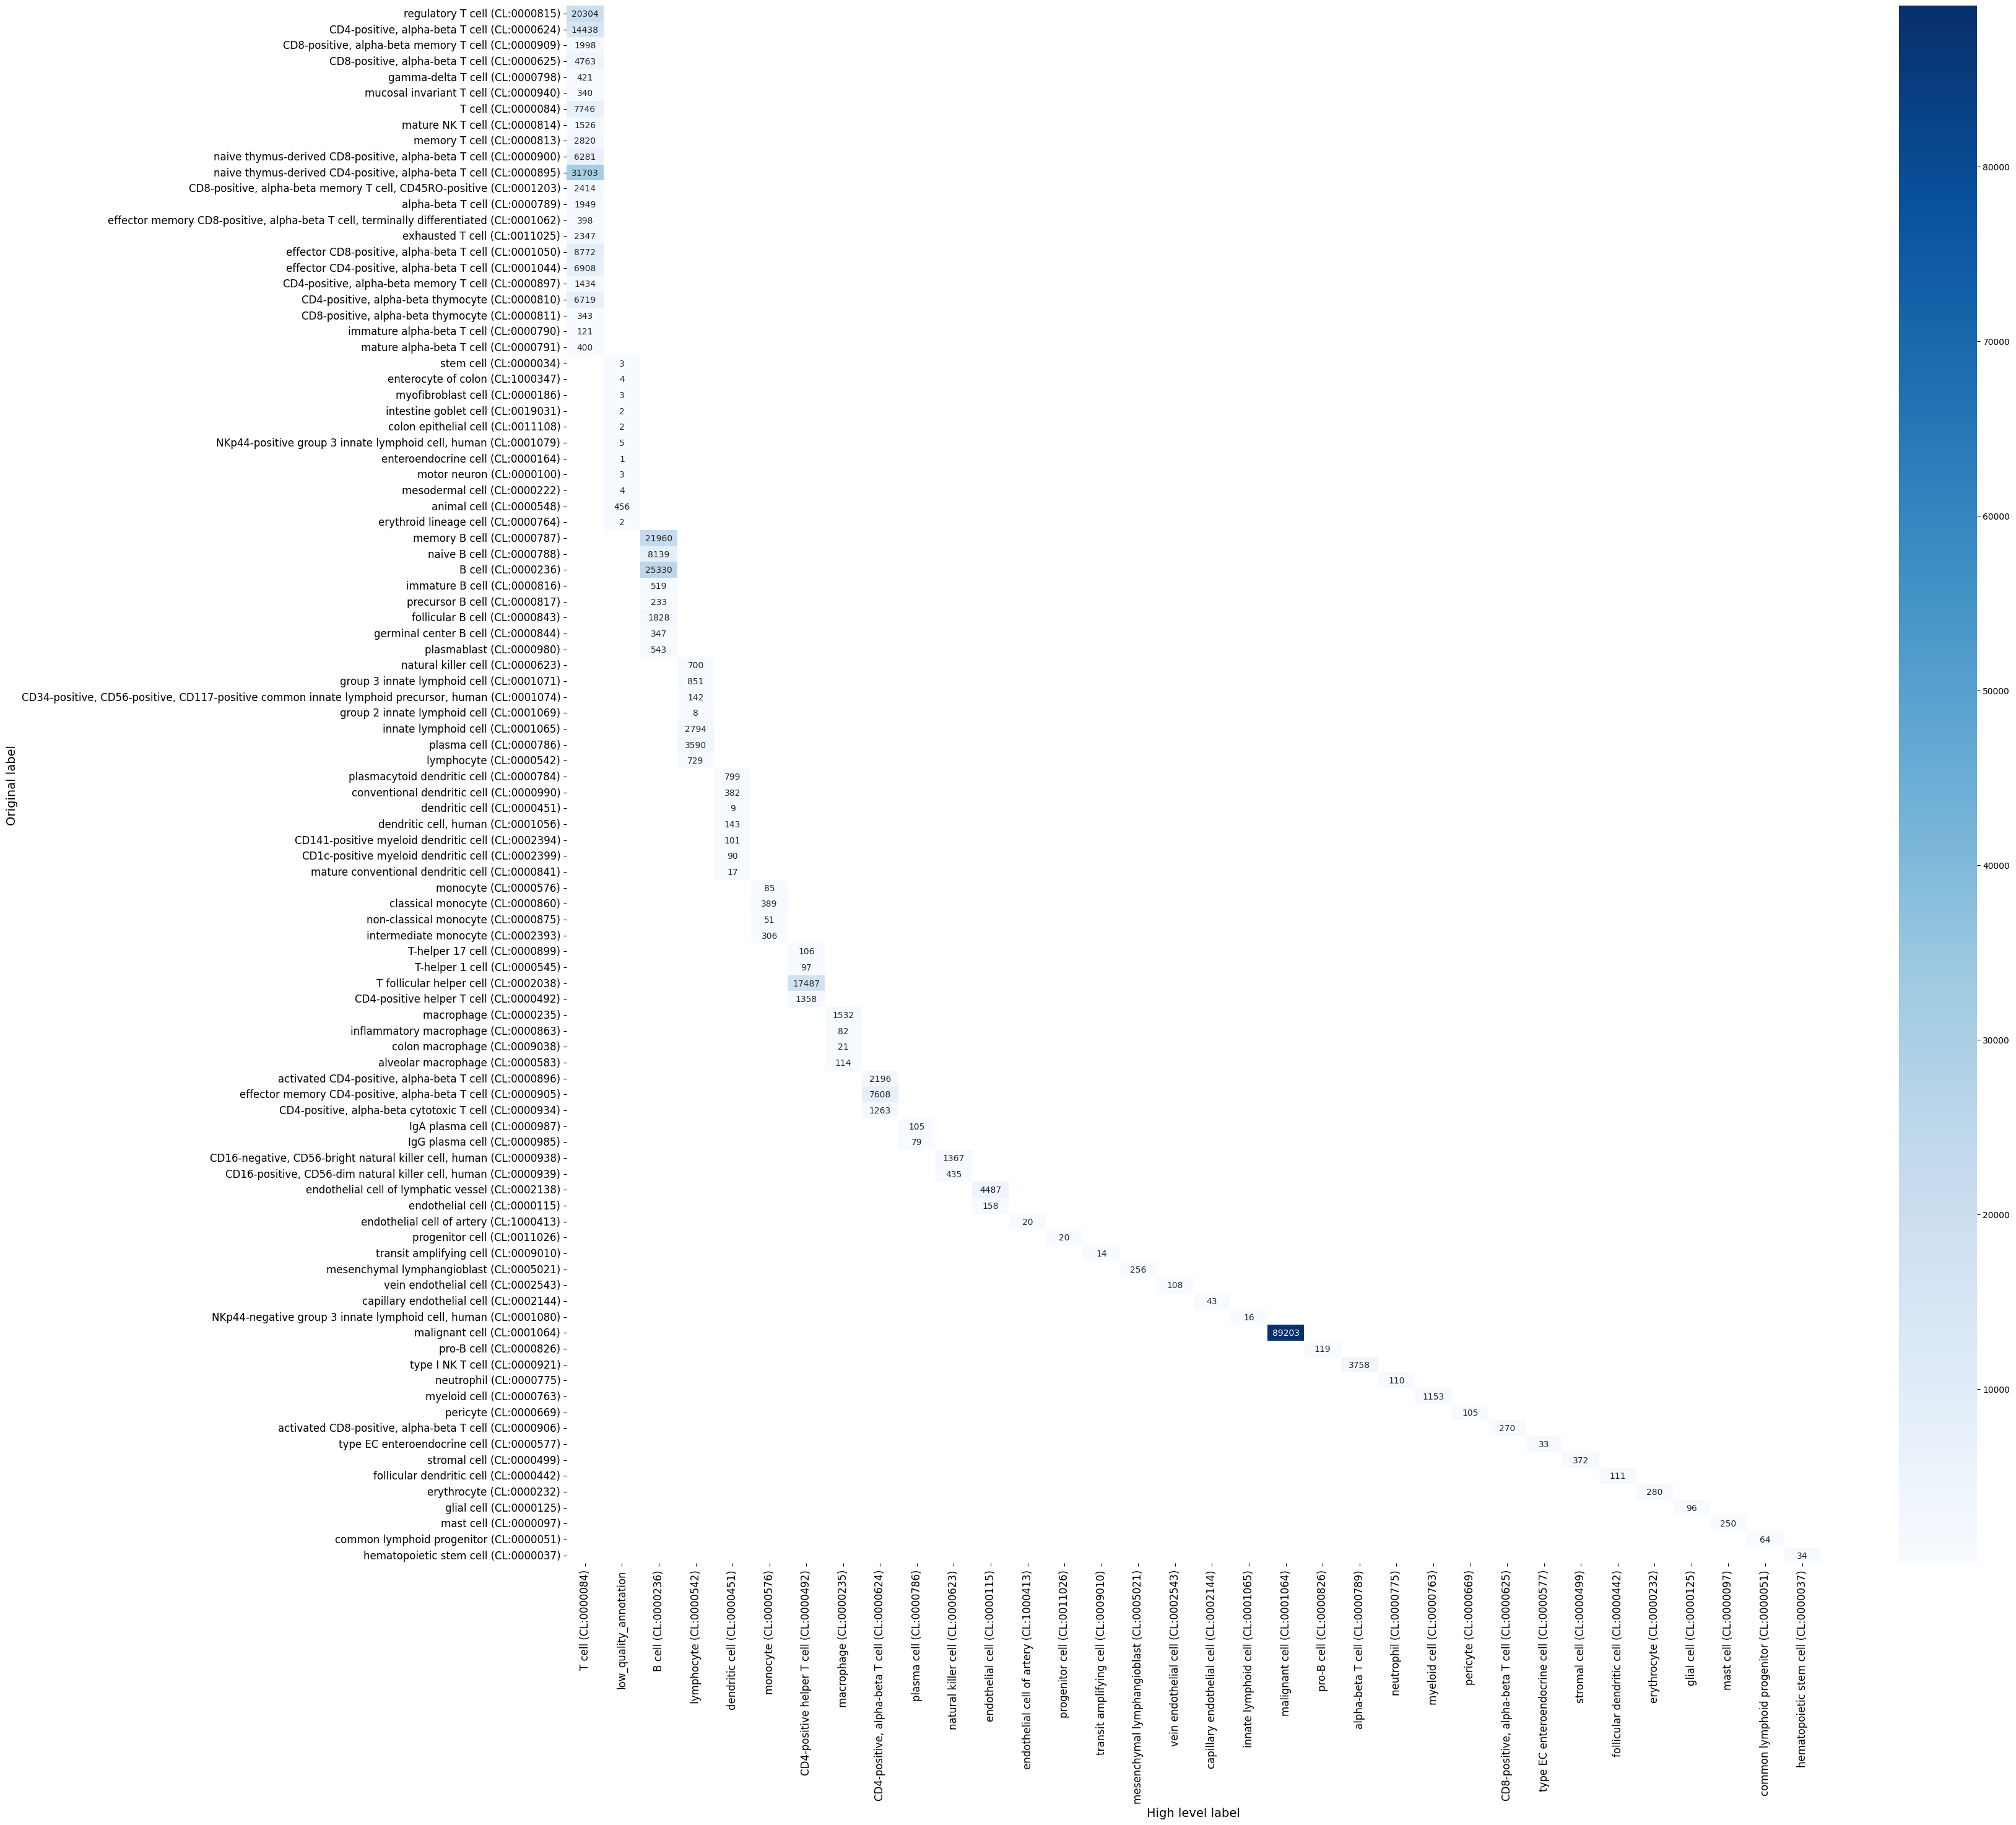 regulatory T cell (CL:0000815) 20304
CD4-positive, alpha-beta T cell (CL:0000624) 14438
CD8-positive, alpha-beta memory T cell (CL:0000909) 1998
CD8-positive, alpha-beta T cell (CL:0000625) 4763
gamma-delta T cell (CL:0000798) 421
mucosal invariant T cell (CL:0000940) 340
T cell (CL:0000084) 7746
mature NK T cell (CL:0000814) 1526
memory T cell (CL:0000813) 2820
naive thymus-derived CD8-positive, alpha-beta T cell (CL:0000900) 6281
naive thymus-derived CD4-positive, alpha-beta T cell (CL:0000895) 31703
CD8-positive, alpha-beta memory T cell, CD45RO-positive (CL:0001203) 2414
alpha-beta T cell (CL:0000789) 1949
effector memory CD8-positive, alpha-beta T cell, terminally differentiated (CL:0001062) 398
exhausted T cell (CL:0011025) 2347
effector CD8-positive, alpha-beta T cell (CL:0001050) 8772
effector CD4-positive, alpha-beta T cell (CL:0001044) 6908
CD4-positive, alpha-beta memory T cell (CL:0000897) 1434
CD4-positive, alpha-beta thymocyte (CL:0000810) 6719
CD8-positive, alpha-beta thymocyte (CL:0000811) 343
immature alpha-beta T cell (CL:0000790) 121
mature alpha-beta T cell (CL:0000791) 400
stem cell (CL:0000034) 3
enterocyte of colon (CL:1000347) 4
myofibroblast cell (CL:0000186) 3
intestine goblet cell (CL:0019031) 2
colon epithelial cell (CL:0011108) 2
NKp44-positive group 3 innate lymphoid cell, human (CL:0001079) 5
enteroendocrine cell (CL:0000164) 1
motor neuron (CL:0000100) 3
mesodermal cell (CL:0000222) 4
animal cell (CL:0000548) 456
erythroid lineage cell (CL:0000764) 2
memory B cell (CL:0000787) 21960
naive B cell (CL:0000788) 8139
B cell (CL:0000236) 25330
immature B cell (CL:0000816) 519
precursor B cell (CL:0000817) 233
follicular B cell (CL:0000843) 1828
germinal center B cell (CL:0000844) 347
plasmablast (CL:0000980) 543
natural killer cell (CL:0000623) 700
group 3 innate lymphoid cell (CL:0001071) 851
CD34-positive, CD56-positive, CD117-positive common innate lymphoid precursor, human (CL:0001074) 142
group 2 innate lymphoid cell (CL:0001069) 8
innate lymphoid cell (CL:0001065) 2794
plasma cell (CL:0000786) 3590
lymphocyte (CL:0000542) 729
plasmacytoid dendritic cell (CL:0000784) 799
conventional dendritic cell (CL:0000990) 382
dendritic cell (CL:0000451) 9
dendritic cell, human (CL:0001056) 143
CD141-positive myeloid dendritic cell (CL:0002394) 101
CD1c-positive myeloid dendritic cell (CL:0002399) 90
mature conventional dendritic cell (CL:0000841) 17
monocyte (CL:0000576) 85
classical monocyte (CL:0000860) 389
non-classical monocyte (CL:0000875) 51
intermediate monocyte (CL:0002393) 306
T-helper 17 cell (CL:0000899) 106
T-helper 1 cell (CL:0000545) 97
T follicular helper cell (CL:0002038) 17487
CD4-positive helper T cell (CL:0000492) 1358
macrophage (CL:0000235) 1532
inflammatory macrophage (CL:0000863) 82
colon macrophage (CL:0009038) 21
alveolar macrophage (CL:0000583) 114
activated CD4-positive, alpha-beta T cell (CL:0000896) 2196
effector memory CD4-positive, alpha-beta T cell (CL:0000905) 7608
CD4-positive, alpha-beta cytotoxic T cell (CL:0000934) 1263
IgA plasma cell (CL:0000987) 105
IgG plasma cell (CL:0000985) 79
CD16-negative, CD56-bright natural killer cell, human (CL:0000938) 1367
CD16-positive, CD56-dim natural killer cell, human (CL:0000939) 435
endothelial cell of lymphatic vessel (CL:0002138) 4487
endothelial cell (CL:0000115) 158
endothelial cell of artery (CL:1000413) 20
progenitor cell (CL:0011026) 20
transit amplifying cell (CL:0009010) 14
mesenchymal lymphangioblast (CL:0005021) 256
vein endothelial cell (CL:0002543) 108
capillary endothelial cell (CL:0002144) 43
NKp44-negative group 3 innate lymphoid cell, human (CL:0001080) 16
malignant cell (CL:0001064) 89203
pro-B cell (CL:0000826) 119
type I NK T cell (CL:0000921) 3758
neutrophil (CL:0000775) 110
myeloid cell (CL:0000763) 1153
pericyte (CL:0000669) 105
activated CD8-positive, alpha-beta T cell (CL:0000906) 270
type EC enteroendocrine cell (CL:0000577) 33
stromal cell (CL:0000499) 372
follicular dendritic cell (CL:0000442) 111
erythrocyte (CL:0000232) 280
glial cell (CL:0000125) 96
mast cell (CL:0000097) 250
common lymphoid progenitor (CL:0000051) 64
hematopoietic stem cell (CL:0000037) 34
Original label
T cell (CL:0000084)
low_quality_annotation
B cell (CL:0000236)
lymphocyte (CL:0000542)
dendritic cell (CL:0000451)
monocyte (CL:0000576)
CD4-positive helper T cell (CL:0000492)
macrophage (CL:0000235)
CD4-positive, alpha-beta T cell (CL:0000624)
plasma cell (CL:0000786)
natural killer cell (CL:0000623)
endothelial cell (CL:0000115)
endothelial cell of artery (CL:1000413)
progenitor cell (CL:0011026)
transit amplifying cell (CL:0009010)
mesenchymal lymphangioblast (CL:0005021)
vein endothelial cell (CL:0002543)
capillary endothelial cell (CL:0002144)
innate lymphoid cell (CL:0001065)
malignant cell (CL:0001064)
pro-B cell (CL:0000826)
alpha-beta T cell (CL:0000789)
neutrophil (CL:0000775)
myeloid cell (CL:0000763)
pericyte (CL:0000669)
CD8-positive, alpha-beta T cell (CL:0000625)
type EC enteroendocrine cell (CL:0000577)
stromal cell (CL:0000499)
follicular dendritic cell (CL:0000442)
erythrocyte (CL:0000232)
glial cell (CL:0000125)
mast cell (CL:0000097)
common lymphoid progenitor (CL:0000051)
hematopoietic stem cell (CL:0000037)
High level label
80000
70000
60000
50000
40000
30000
20000
10000